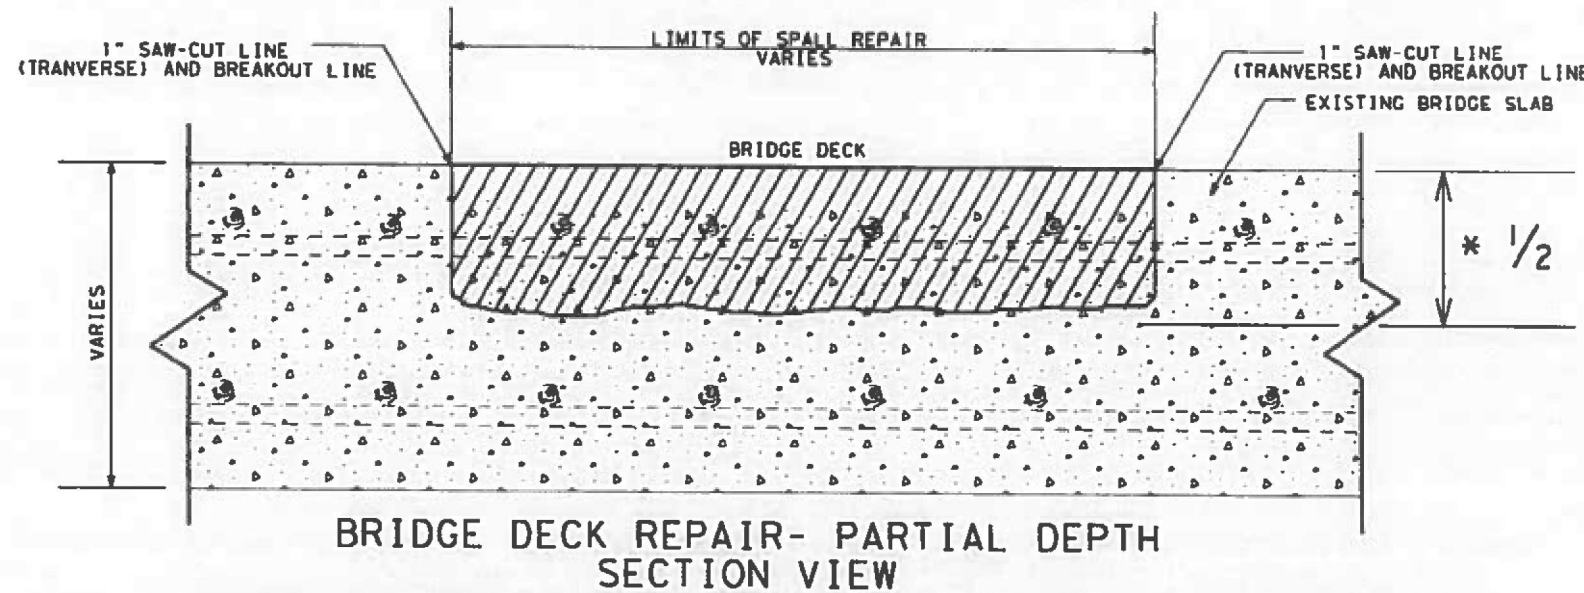 LIMITS OF SPALL REPAIR
VARIES
1" SAW-CUT LINE
(TRANVERSE) AND BREAKOUT LINE
1" SAW-CUT LINE
(TRANVERSE) AND BREAKOUT LINE
EXISTING BRIDGE SLAB
BRIDGE DECK
VARIES
* 1/2
BRIDGE DECK REPAIR- PARTIAL DEPTH
SECTION VIEW